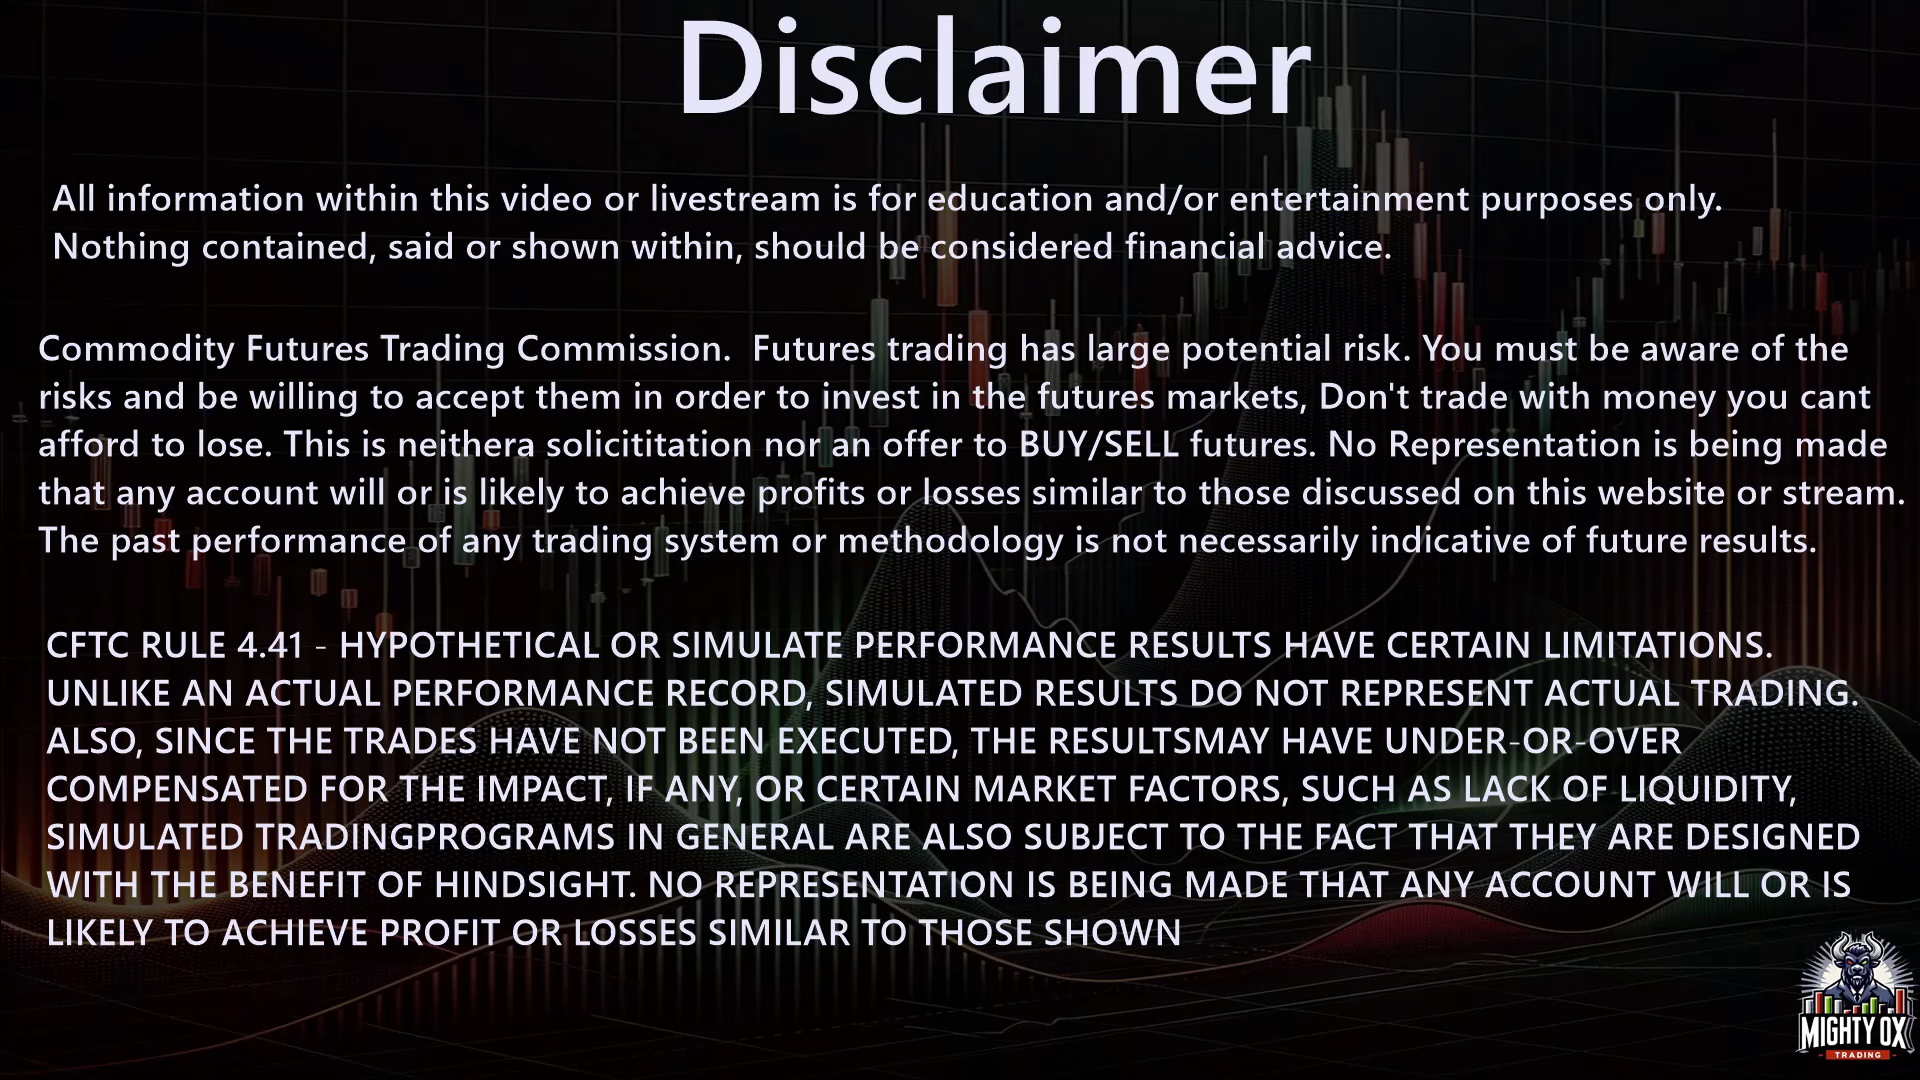 Disclaimer
All information within this video or livestream is for education and/or entertainment purposes only.
Nothing contained, said or shown within, should be considered financial advice.
Commodity Futures Trading Commission.  Futures trading has large potential risk. You must be aware of the
risks and be willing to accept them in order to invest in the futures markets, Don't trade with money you cant
afford to lose. This is neithera solicititation nor an offer to BUY/SELL futures. No Representation is being made
that any account will or is likely to achieve profits or losses similar to those discussed on this website or stream.
The past performance of any trading system or methodology is not necessarily indicative of future results.
CFTC RULE 4.41 - HYPOTHETICAL OR SIMULATE PERFORMANCE RESULTS HAVE CERTAIN LIMITATIONS.
UNLIKE AN ACTUAL PERFORMANCE RECORD, SIMULATED RESULTS DO NOT REPRESENT ACTUAL TRADING.
ALSO, SINCE THE TRADES HAVE NOT BEEN EXECUTED, THE RESULTSMAY HAVE UNDER-OR-OVER
COMPENSATED FOR THE IMPACT, IF ANY, OR CERTAIN MARKET FACTORS, SUCH AS LACK OF LIQUIDITY,
SIMULATED TRADINGPROGRAMS IN GENERAL ARE ALSO SUBJECT TO THE FACT THAT THEY ARE DESIGNED
WITH THE BENEFIT OF HINDSIGHT. NO REPRESENTATION IS BEING MADE THAT ANY ACCOUNT WILL OR IS
LIKELY TO ACHIEVE PROFIT OR LOSSES SIMILAR TO THOSE SHOWN
MIGHTY OX
TRADING